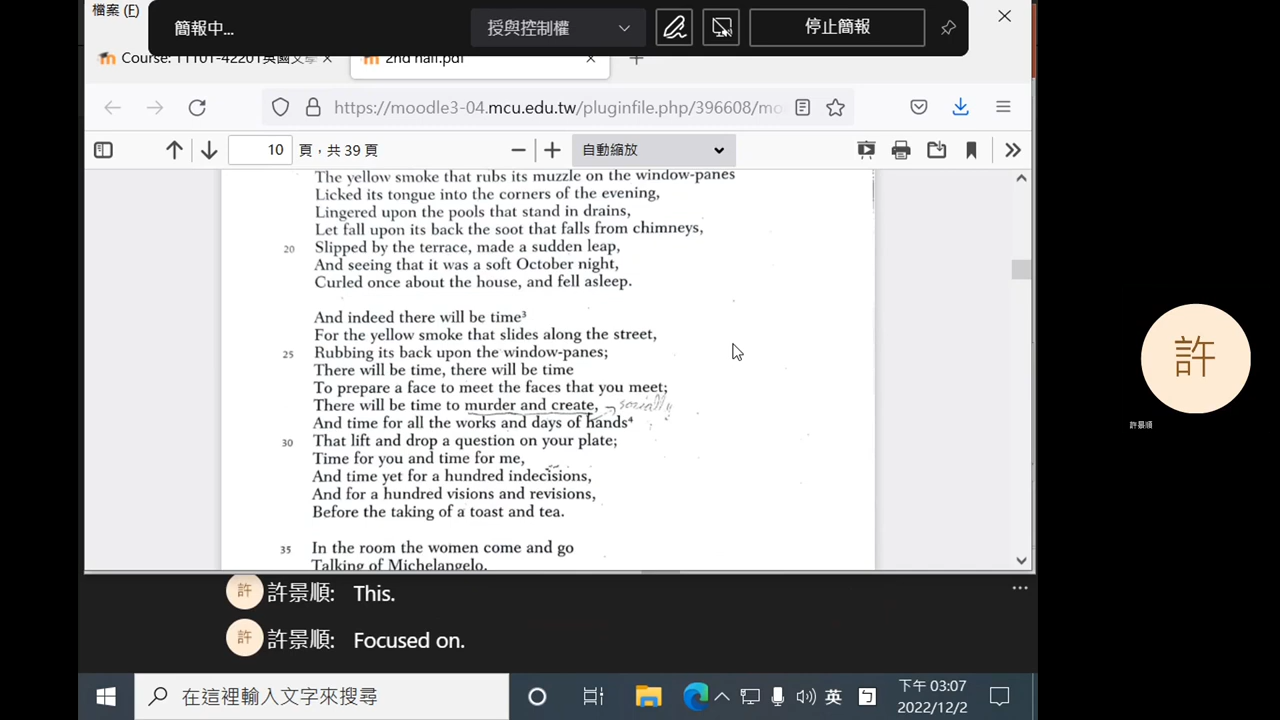 檔案 (F)
簡報中...
授與控制權
停止簡報
Course: 11101-42201英國文學
2nd half.pdf
https://moodle3-04.mcu.edu.tw/pluginfile.php/396608/mo
10 頁，共 39 頁
自動縮放
The yellow smoke that rubs its muzzle on the window-panes
Licked its tongue into the corners of the evening,
Lingered upon the pools that stand in drains,
Let fall upon its back the soot that falls from chimneys,
20 Slipped by the terrace, made a sudden leap,
And seeing that it was a soft October night,
Curled once about the house, and fell asleep.
And indeed there will be time³
For the yellow smoke that slides along the street,
25 Rubbing its back upon the window-panes;
There will be time, there will be time
To prepare a face to meet the faces that you meet;
There will be time to murder and create, socially
And time for all the works and days of hands⁴
30 That lift and drop a question on your plate;
Time for you and time for me,
And time yet for a hundred indecisions,
And for a hundred visions and revisions,
Before the taking of a toast and tea.
35 In the room the women come and go
Talking of Michelangelo.
許 許景順: This.
許 許景順: Focused on.
許
許景順
在這裡輸入文字來搜尋
英
下午 03:07
2022/12/2